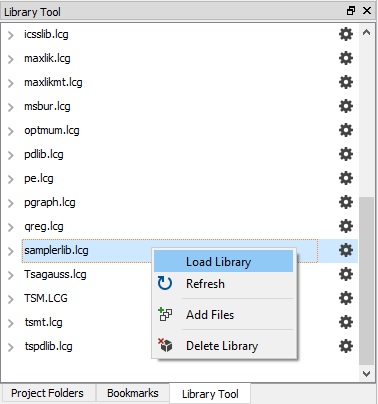 Library Tool
icsslib.lcg
maxlik.lcg
maxlikmt.lcg
msbur.lcg
optmum.lcg
pdlib.lcg
pe.lcg
pgraph.lcg
qreg.lcg
samplerlib.lcg
Load Library
Tsagauss.lcg
Refresh
TSM.LCG
Add Files
tsmt.lcg
tspdlib.lcg
Delete Library
Project Folders Bookmarks Library Tool